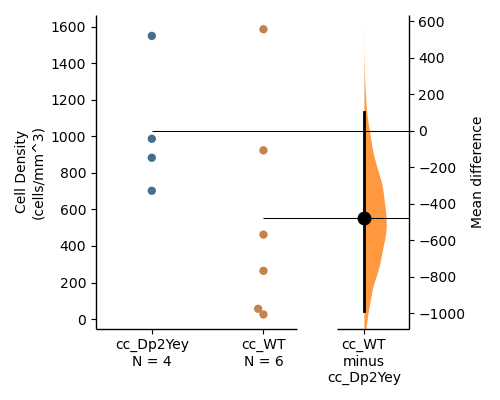 Cell Density
(cells/mm^3)
1600
1400
1200
1000
800
600
400
200
0
600
400
200
0
−200
−400
−600
−800
−1000
Mean difference
cc_Dp2Yey
N = 4
cc_WT
N = 6
cc_WT
minus
cc_Dp2Yey